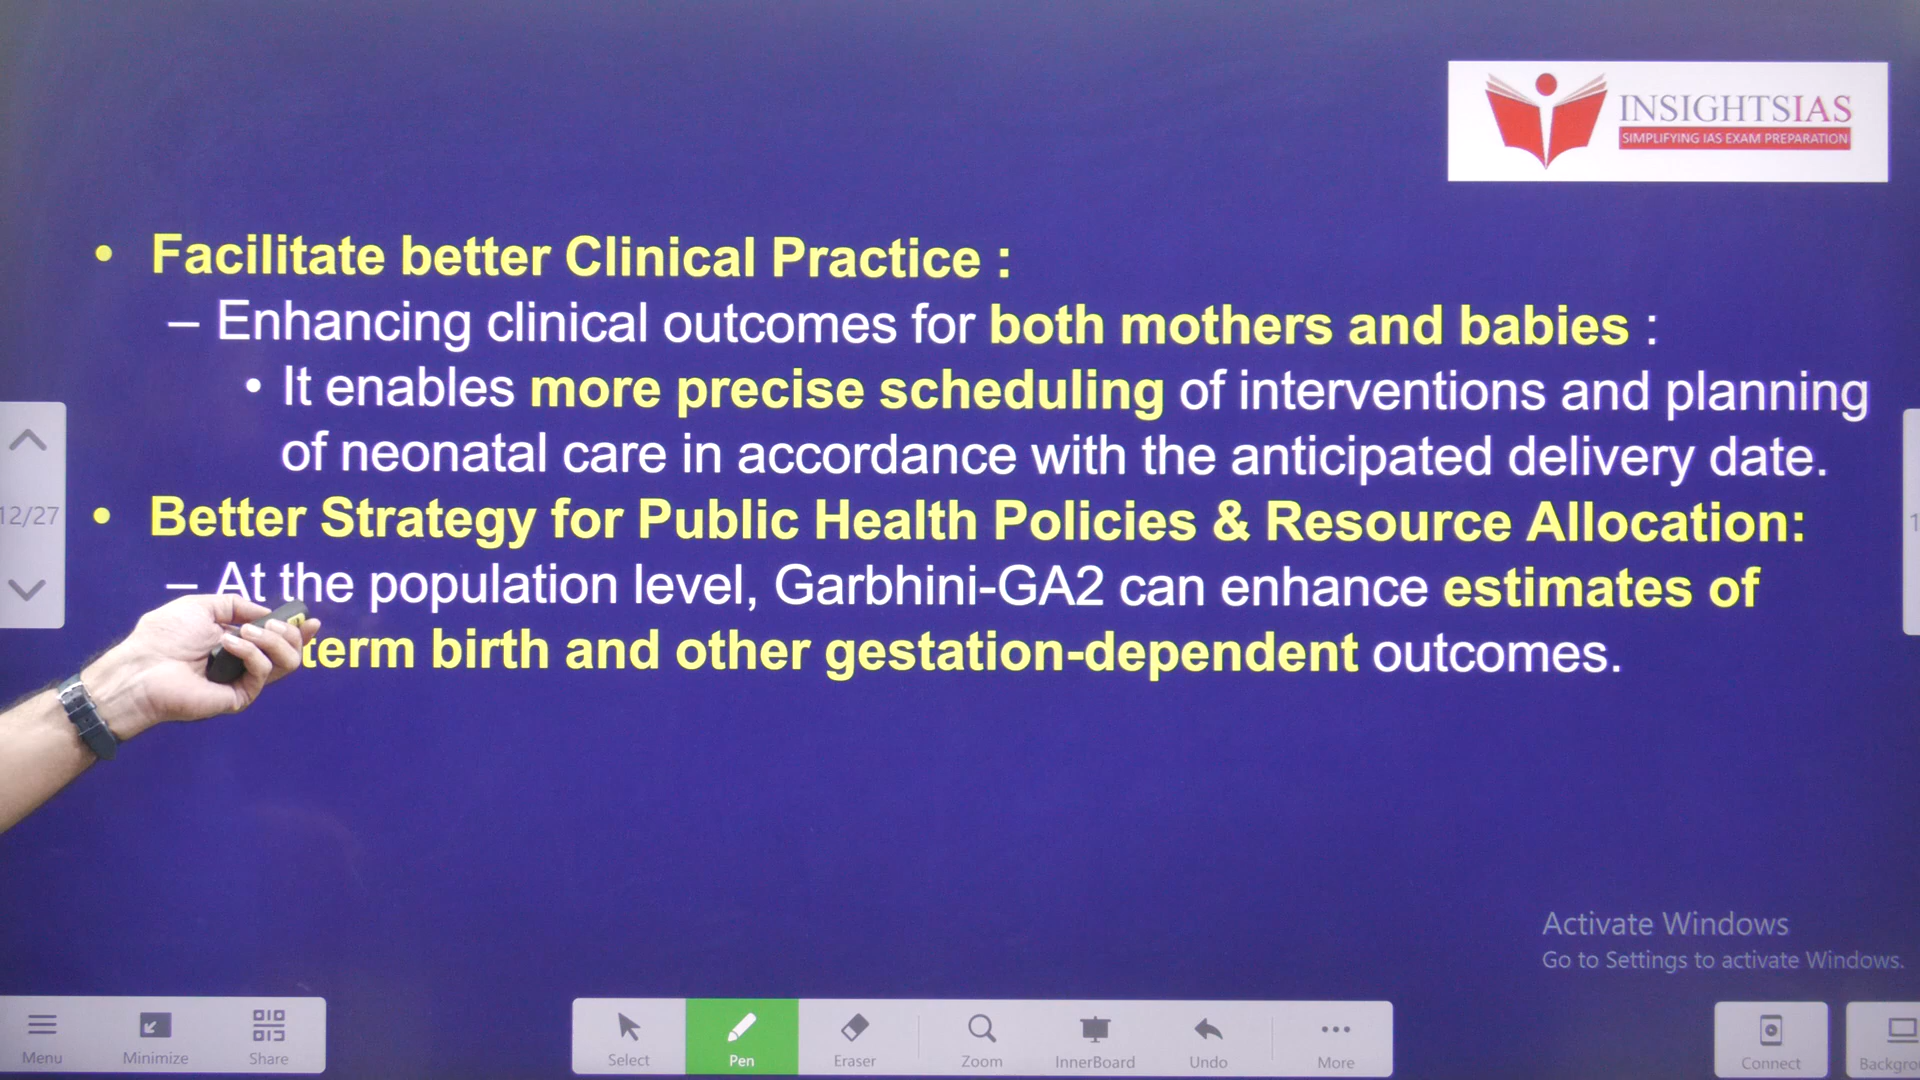 INSIGHTSIAS
SIMPLIFYING IAS EXAM PREPARATION
• Facilitate better Clinical Practice :
– Enhancing clinical outcomes for both mothers and babies :
• It enables more precise scheduling of interventions and planning
of neonatal care in accordance with the anticipated delivery date.
• Better Strategy for Public Health Policies & Resource Allocation:
– At the population level, Garbhini-GA2 can enhance estimates of
term birth and other gestation-dependent outcomes.
12/27
Activate Windows
Go to Settings to activate Windows.
Menu
Minimize
Share
Select
Pen
Eraser
Zoom
InnerBoard
Undo
More
Connect